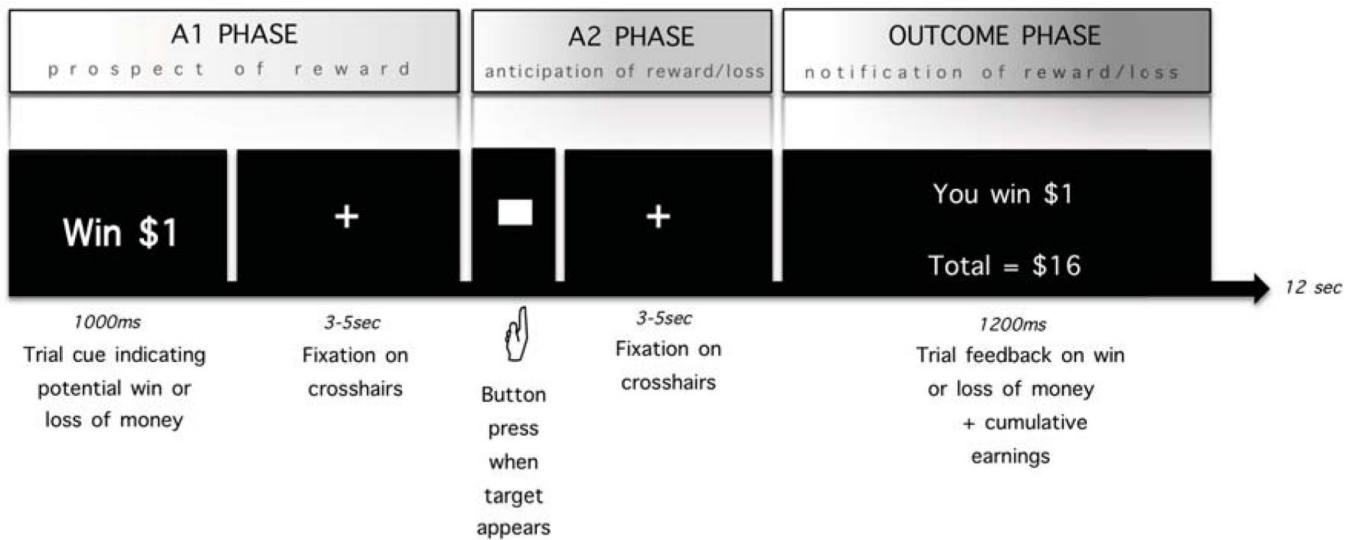 A1 PHASE
prospect of reward
A2 PHASE
anticipation of reward/loss
OUTCOME PHASE
notification of reward/loss
Win $1
+
+
You win $1
Total = $16
12 sec
1000ms
Trial cue indicating
potential win or
loss of money
3-5sec
Fixation on
crosshairs
Button
press
when
target
appears
3-5sec
Fixation on
crosshairs
1200ms
Trial feedback on win
or loss of money
+ cumulative
earnings